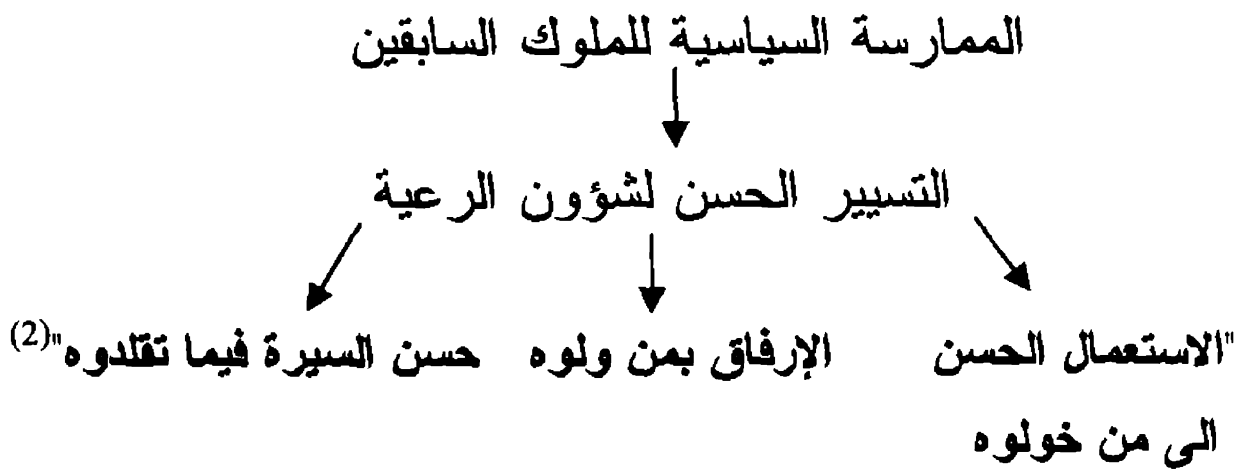 الممارسة السياسية للملوك السابقين
التسيير الحسن لشؤون الرعية
"الاستعمال الحسن الإرفاق بمن ولوه حسن السيرة فيما تقلدوه"(2)
الى من خولوه